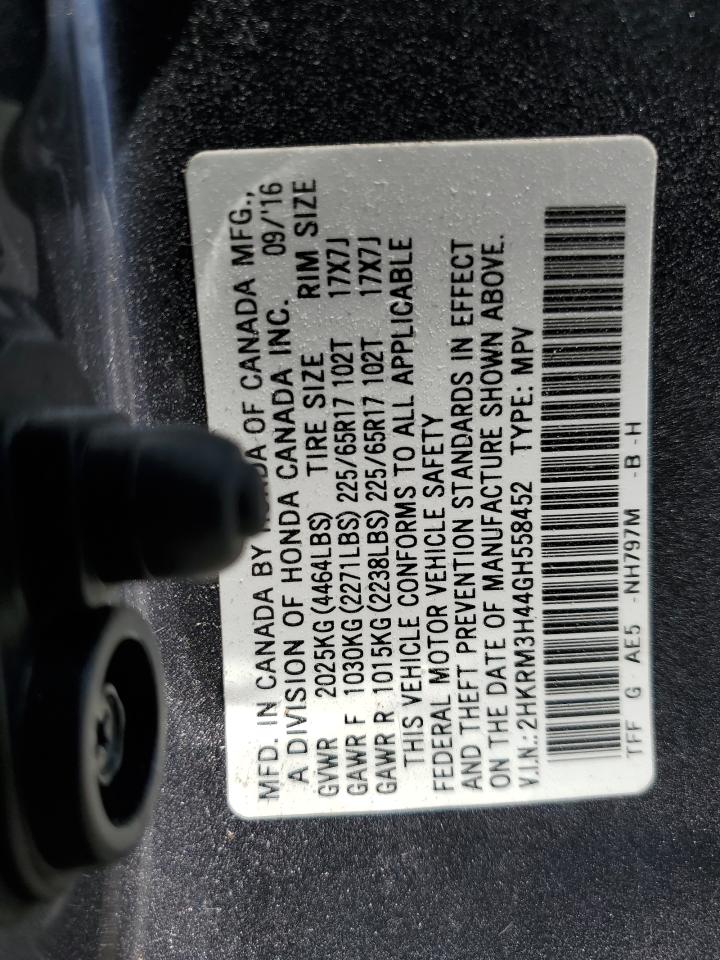 MFD. IN CANADA BY HONDA OF CANADA MFG.,
A DIVISION OF HONDA CANADA INC. 09/'16
GVWR 2025KG(4464LBS) TIRE SIZE RIM SIZE
GAWR F 1030KG(2271LBS) 225/65R17 102T 17X7J
GAWR R 1015KG(2238LBS) 225/65R17 102T 17X7J
THIS VEHICLE CONFORMS TO ALL APPLICABLE
FEDERAL MOTOR VEHICLE SAFETY
AND THEFT PREVENTION STANDARDS IN EFFECT
ON THE DATE OF MANUFACTURE SHOWN ABOVE.
V.I.N.:2HKRM3H44GH558452 TYPE: MPV
TFF G AE5 -NH797M -B -H